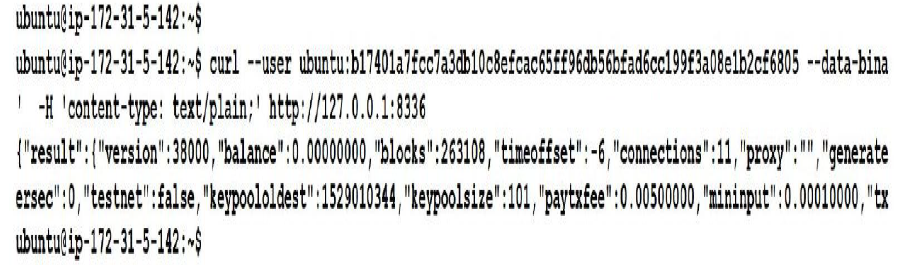 ubuntu@ip-172-31-5-142:~$
ubuntu@ip-172-31-5-142:~$ curl --user ubuntu:b17401a7fcc7a3db10c8efcac65ff96db56bfad6cc199f3a08e1b2cf6805 --data-bina
' -H 'content-type: text/plain;' http://127.0.0.1:8336
{"result":{"version":38000,"balance":0.00000000,"blocks":263108,"timeoffset":-6,"connections":11,"proxy":"","generate
ersec":0,"testnet":false,"keypoololdest":1529010344,"keypoolsize":101,"paytxfee":0.00500000,"mininput":0.00010000,"tx
ubuntu@ip-172-31-5-142:~$